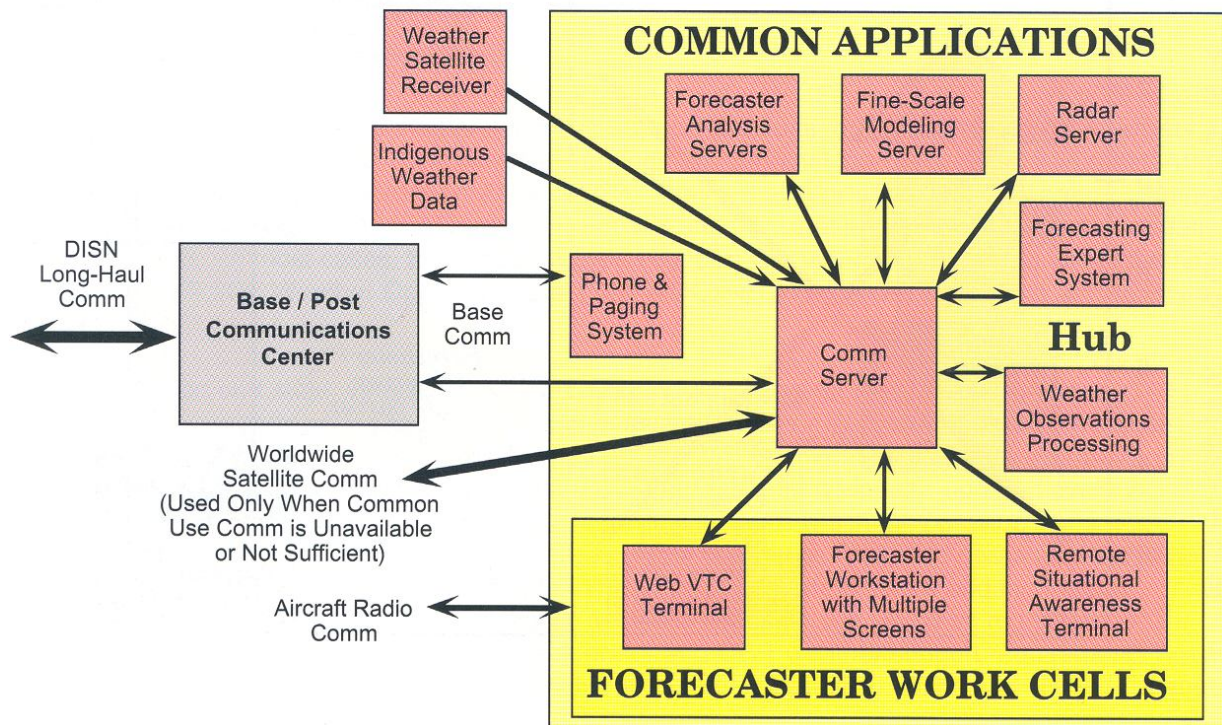 COMMON APPLICATIONS
Weather
Satellite
Receiver
Indigenous
Weather
Data
Forecaster
Analysis
Servers
Fine-Scale
Modeling
Server
Radar
Server
Forecasting
Expert
System
DISN
Long-Haul
Comm
Base / Post
Communications
Center
Base
Comm
Phone &
Paging
System
Comm
Server
Hub
Weather
Observations
Processing
Worldwide
Satellite Comm
(Used Only When Common
Use Comm is Unavailable
or Not Sufficient)
Aircraft Radio
Comm
Web VTC
Terminal
Forecaster
Workstation
with Multiple
Screens
Remote
Situational
Awareness
Terminal
FORECASTER WORK CELLS